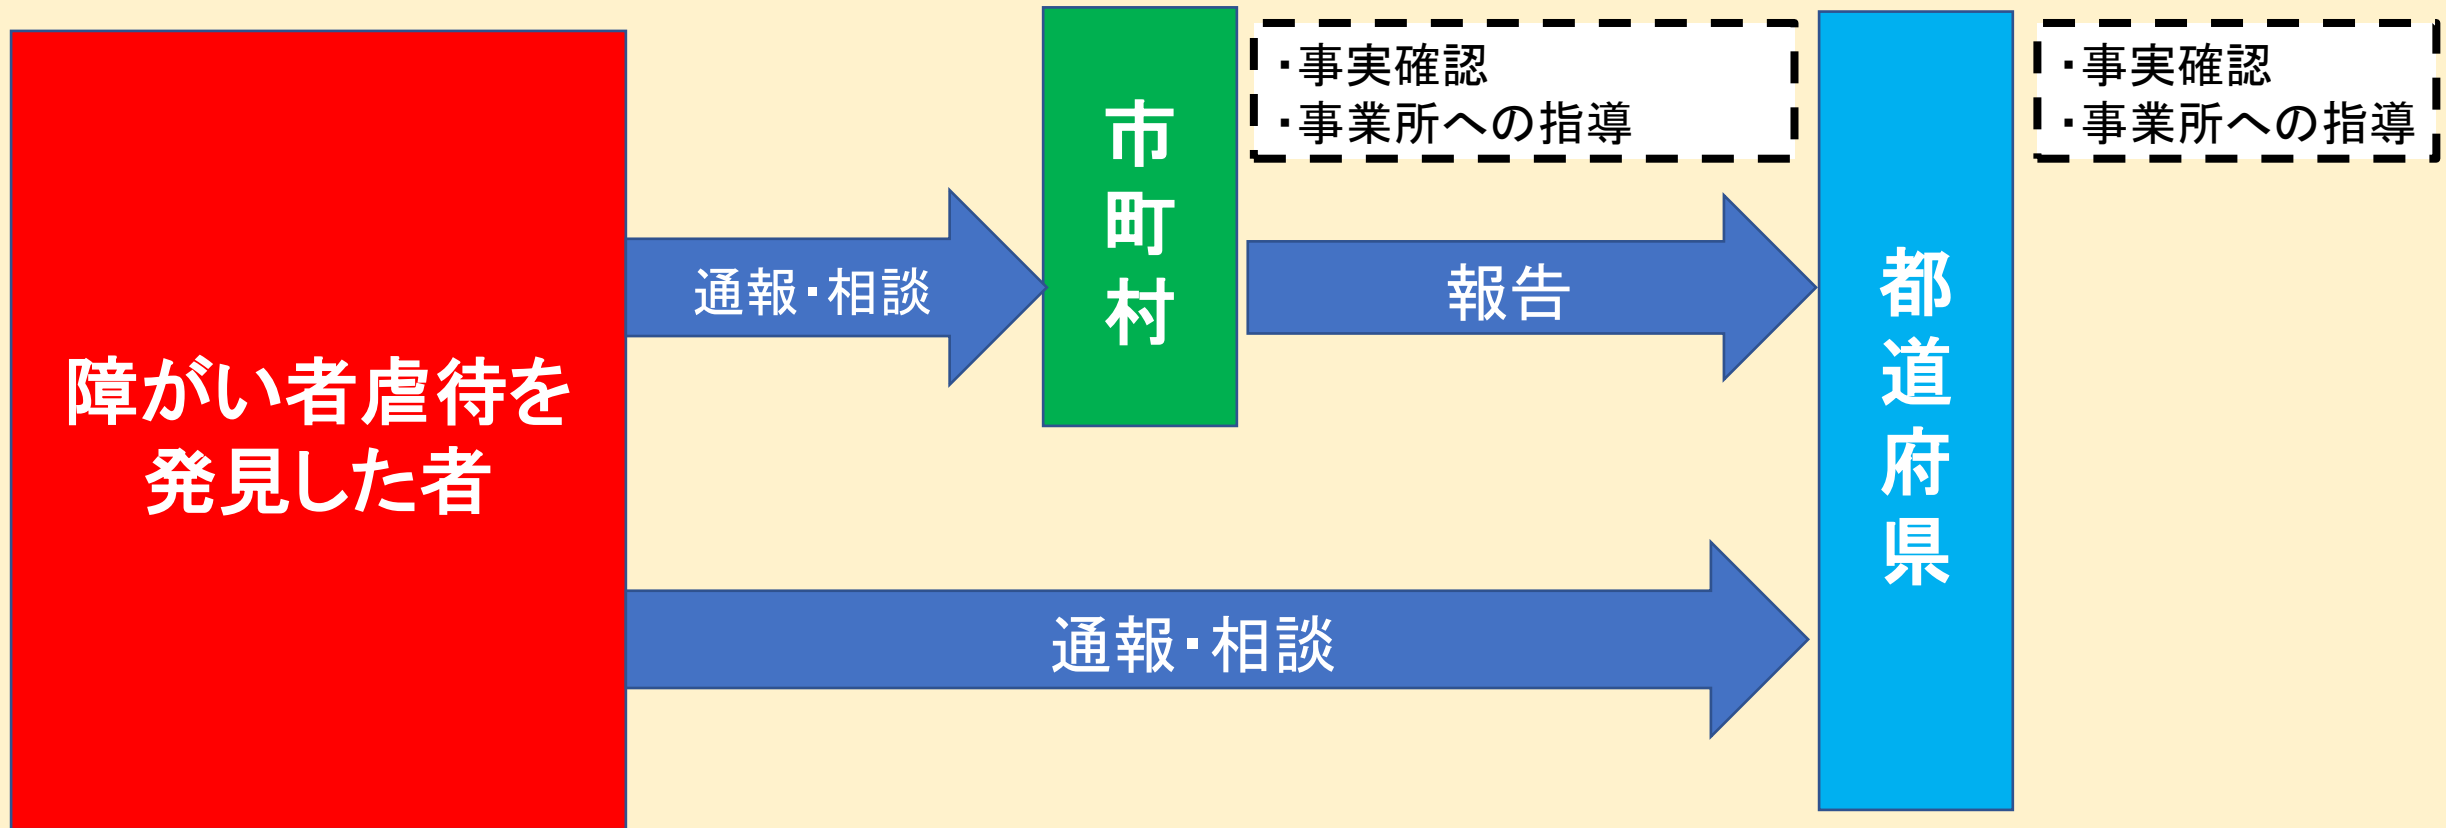 障がい者虐待を
発見した者
通報・相談
市町村
・事実確認
・事業所への指導
報告
通報・相談
都道府県
・事実確認
・事業所への指導